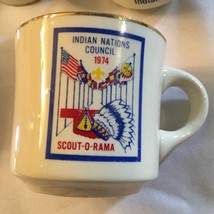 INDIAN NATIONS
COUNCIL
1974
SCOUT-O-RAMA